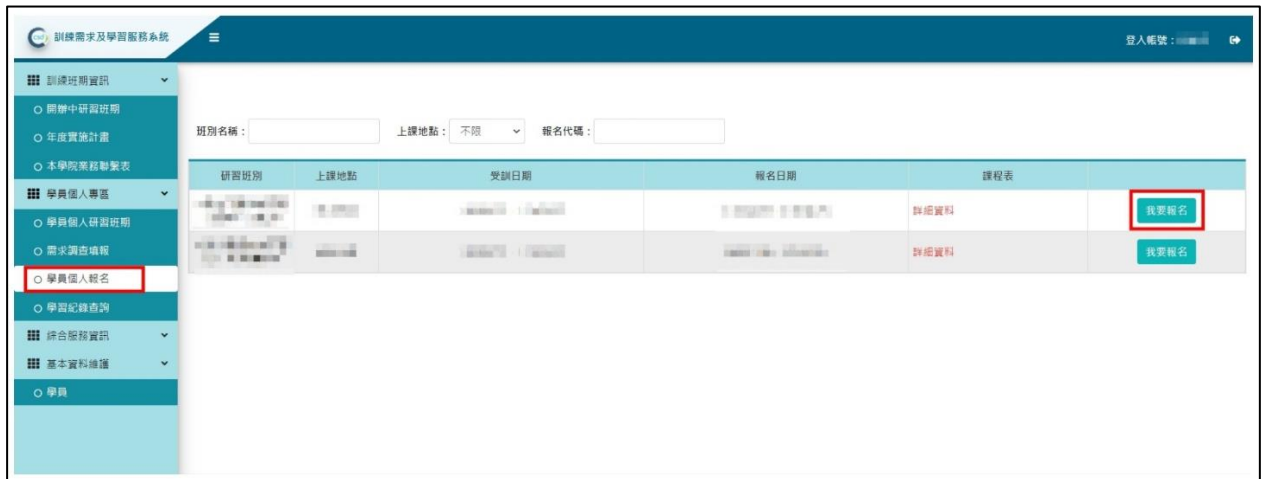 訓練需求及學習服務系統
登入帳號：
訓練班期資訊
開辦中研習班期
年度實施計畫
本學院業務聯繫表
學員個人專區
學員個人研習班期
需求調查填報
學員個人報名
學習紀錄查詢
綜合服務資訊
基本資料維護
學員
班別名稱： 上課地點： 不限 報名代碼：
研習班別 上課地點 受訓日期 報名日期 課程表
詳細資料 我要報名
詳細資料 我要報名